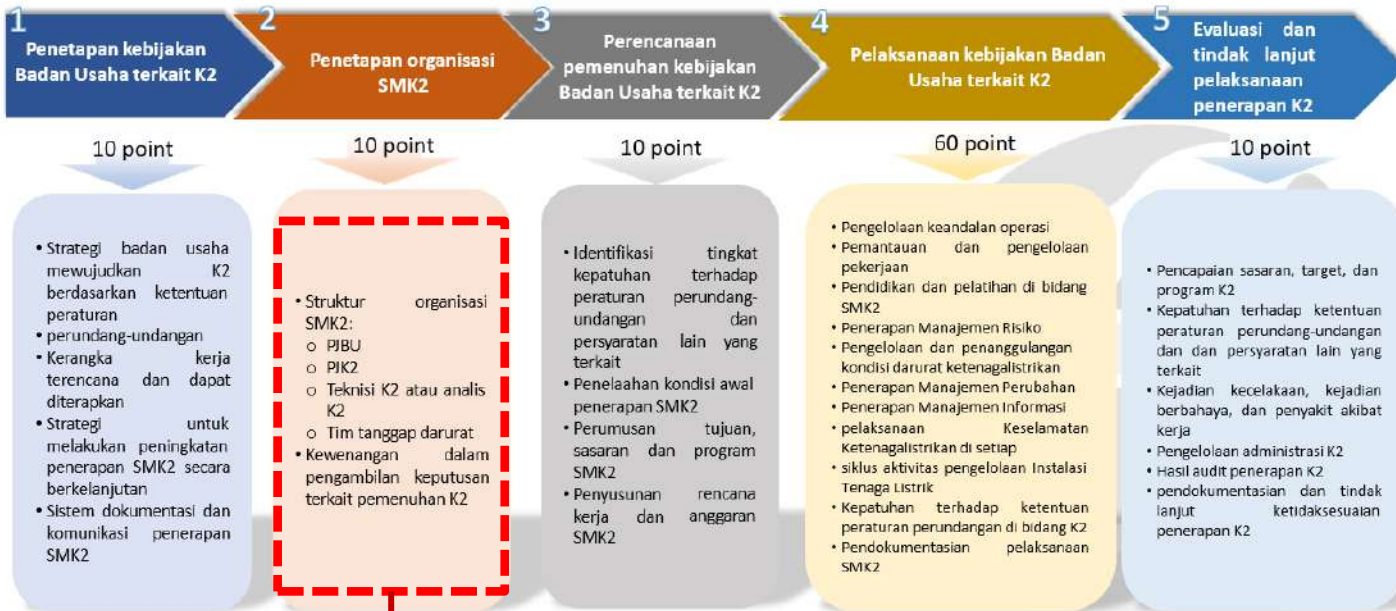 1
Penetapan kebijakan
Badan Usaha terkait K2
2
Penetapan organisasi
SMK2
3
Perencanaan
pemenuhan kebijakan
Badan Usaha terkait K2
4
Pelaksanaan kebijakan Badan
Usaha terkait K2
5
Evaluasi dan
tindak lanjut
pelaksanaan
penerapan K2
10 point
10 point
10 point
60 point
10 point
• Strategi badan usaha
mewujudkan K2
berdasarkan ketentuan
peraturan
• perundang-undangan
• Kerangka kerja
terencana dan dapat
diterapkan
• Strategi untuk
melakukan peningkatan
penerapan SMK2 secara
berkelanjutan
• Sistem dokumentasi dan
komunikasi penerapan
SMK2
• Struktur organisasi
SMK2:
o PJBU
o PJK2
o Teknisi K2 atau analis
K2
o Tim tanggap darurat
• Kewenangan dalam
pengambilan keputusan
terkait pemenuhan K2
• Identifikasi tingkat
kepatuhan terhadap
peraturan perundang-
undangan dan
persyaratan lain yang
terkait
• Penelaahan kondisi awal
penerapan SMK2
• Perumusan tujuan,
sasaran dan program
SMK2
• Penyusunan rencana
kerja dan anggaran
SMK2
• Pengelolaan keandalan operasi
• Pemantauan dan pengelolaan
pekerjaan
• Pendidikan dan pelatihan di bidang
SMK2
• Penerapan Manajemen Risiko
• Pengelolaan dan penanggulangan
kondisi darurat ketenagalistrikan
• Penerapan Manajemen Perubahan
• Penerapan Manajemen Informasi
• pelaksanaan Keselamatan
Ketenagalistrikan di setiap
• siklus aktivitas pengelolaan Instalasi
Tenaga Listrik
• Kepatuhan terhadap ketentuan
peraturan perundangan di bidang K2
• Pendokumentasian pelaksanaan
SMK2
• Pencapaian sasaran, target, dan
program K2
• Kepatuhan terhadap ketentuan
peraturan perundang-undangan
dan dan persyaratan lain yang
terkait
• Kejadian kecelakaan, kejadian
berbahaya, dan penyakit akibat
kerja
• Pengelolaan administrasi K2
• Hasil audit penerapan K2
• pendokumentasian dan tindak
lanjut ketidaksesuaian
penerapan K2